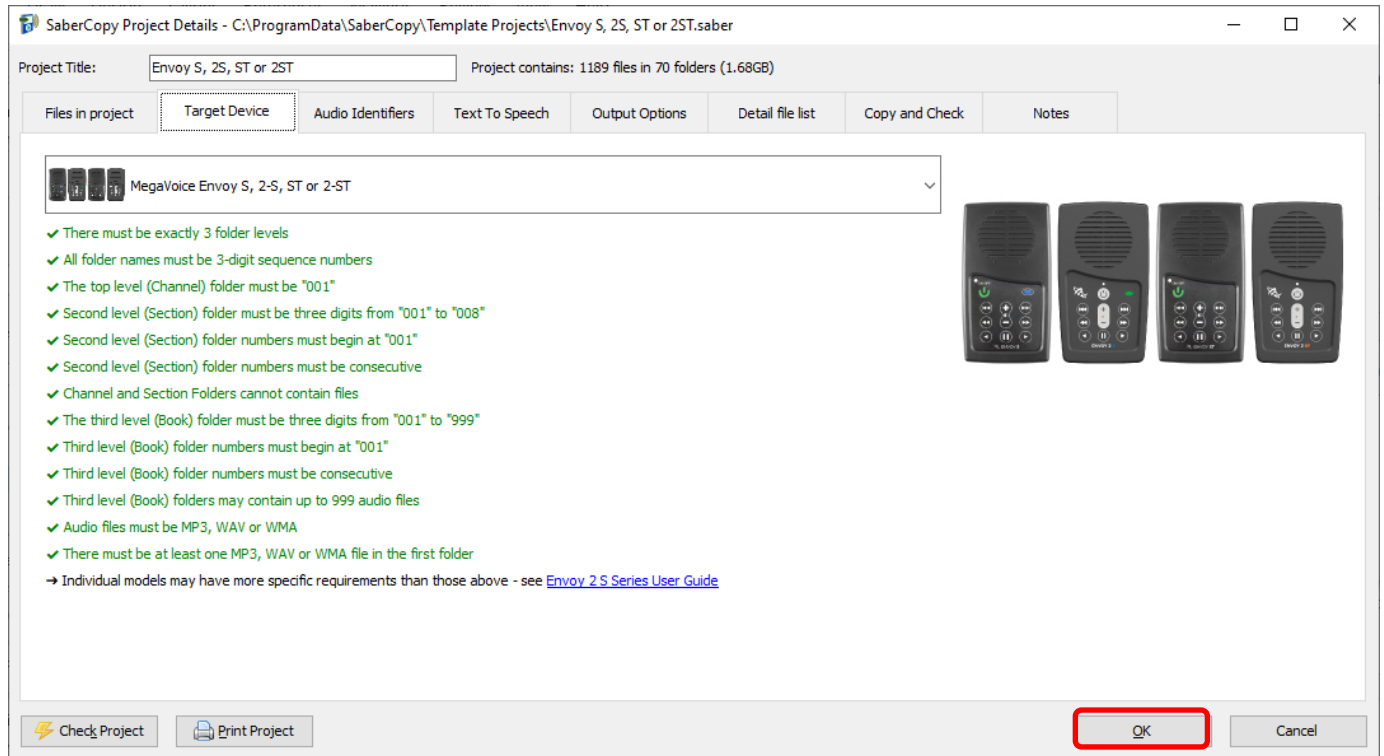 SaberCopy Project Details - C:\ProgramData\SaberCopy\Template Projects\Envoy S, 2S, ST or 2ST.saber
Project Title: Envoy S, 2S, ST or 2ST Project contains: 1189 files in 70 folders (1.68GB)
Files in project Target Device Audio Identifiers Text To Speech Output Options Detail file list Copy and Check Notes
MegaVoice Envoy S, 2-S, ST or 2-ST
✔ There must be exactly 3 folder levels
✔ All folder names must be 3-digit sequence numbers
✔ The top level (Channel) folder must be "001"
✔ Second level (Section) folder must be three digits from "001" to "008"
✔ Second level (Section) folder numbers must begin at "001"
✔ Second level (Section) folder numbers must be consecutive
✔ Channel and Section Folders cannot contain files
✔ The third level (Book) folder must be three digits from "001" to "999"
✔ Third level (Book) folder numbers must begin at "001"
✔ Third level (Book) folder numbers must be consecutive
✔ Third level (Book) folders may contain up to 999 audio files
✔ Audio files must be MP3, WAV or WMA
✔ There must be at least one MP3, WAV or WMA file in the first folder
→ Individual models may have more specific requirements than those above - see Envoy 2 S Series User Guide
Check Project Print Project OK Cancel